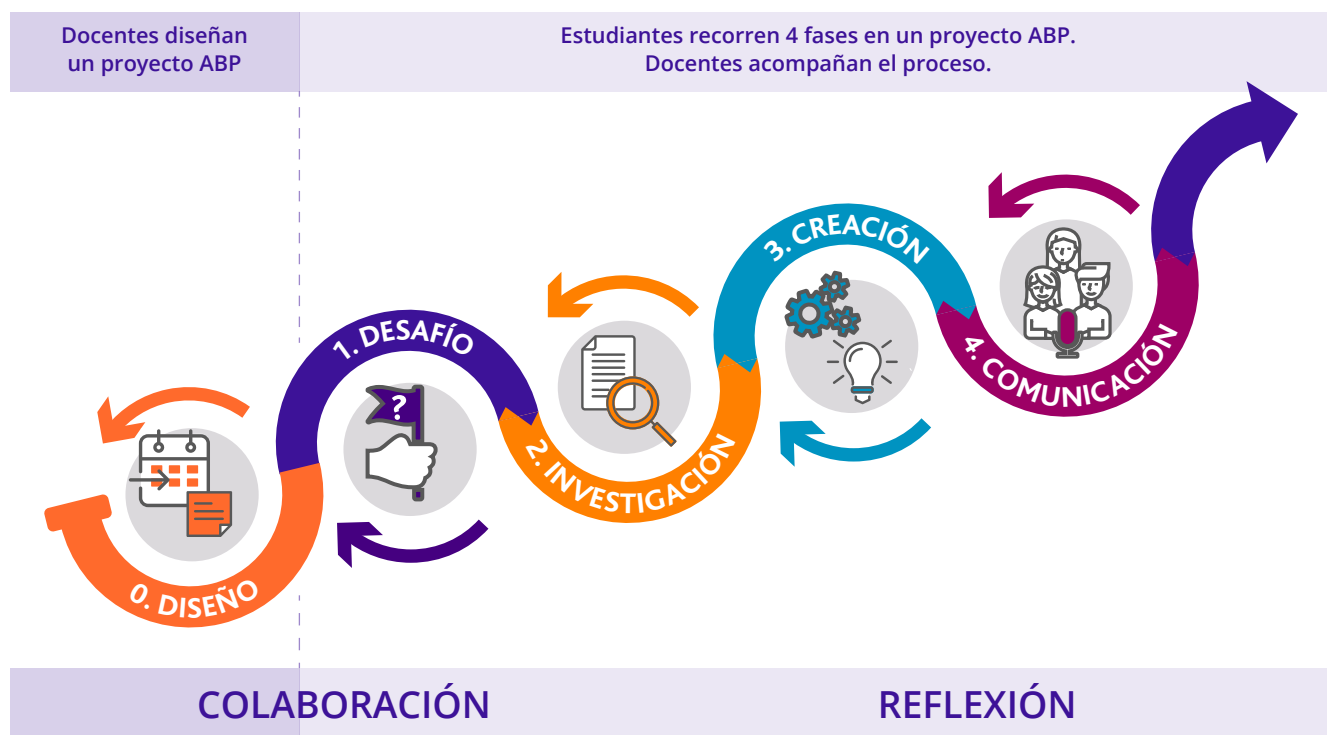 Docentes diseñan
un proyecto ABP
Estudiantes recorren 4 fases en un proyecto ABP.
Docentes acompañan el proceso.
0. DISEÑO
1. DESAFÍO
?
2. INVESTIGACIÓN
3. CREACIÓN
4. COMUNICACIÓN
COLABORACIÓN
REFLEXIÓN